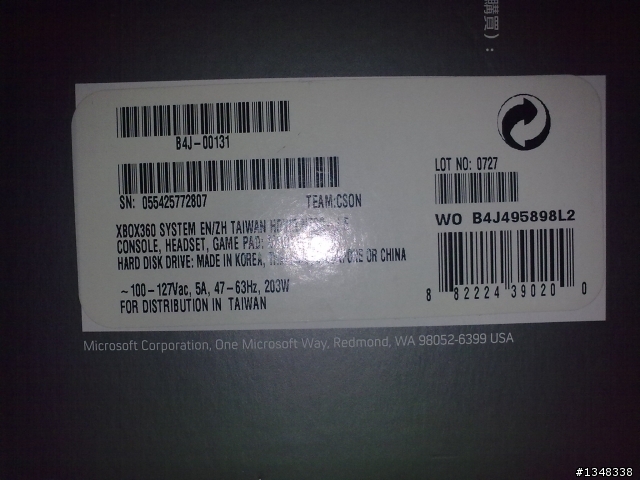 購買）：
B4J-00131
SN: 055425772807 TEAM:CSON
XBOX360 SYSTEM EN/ZH TAIWAN
CONSOLE, HEADSET, GAME PAD:
HARD DISK DRIVE: MADE IN KOREA, OR CHINA
~100-127Vac, 5A, 47-63Hz, 203W
FOR DISTRIBUTION IN TAIWAN
LOT NO: 0727
WO B4J495898L2
8 82224 39020 0
Microsoft Corporation, One Microsoft Way, Redmond, WA 98052-6399 USA
#1348338